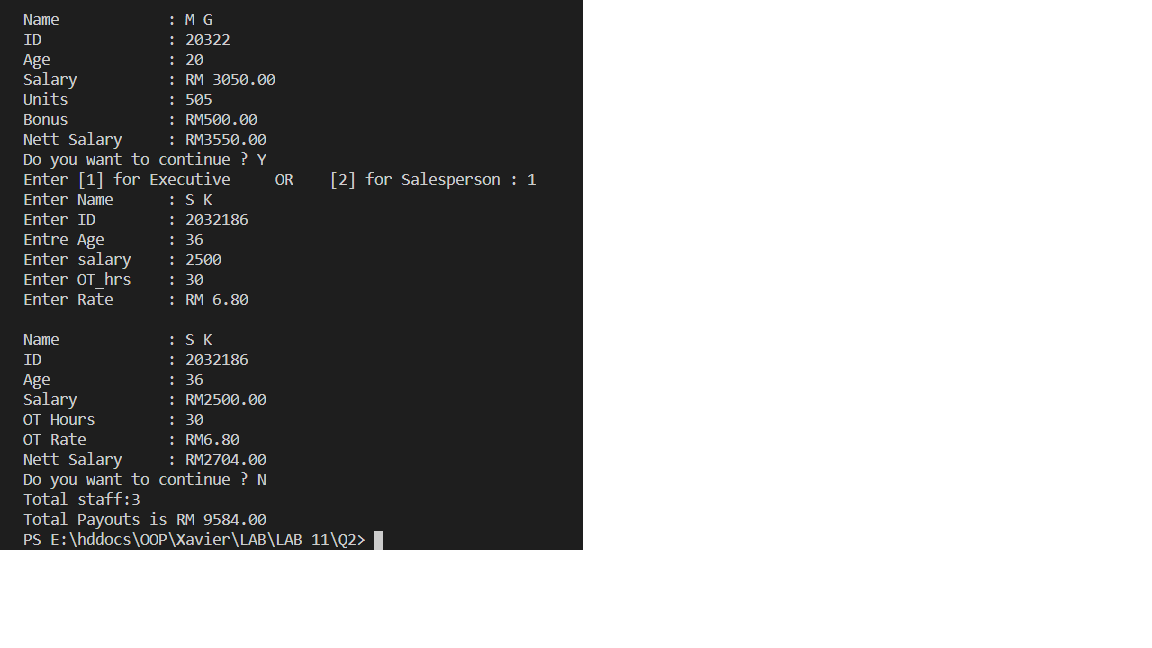 Name : M G
ID : 20322
Age : 20
Salary : RM 3050.00
Units : 505
Bonus : RM500.00
Nett Salary : RM3550.00
Do you want to continue ? Y
Enter [1] for Executive OR [2] for Salesperson : 1
Enter Name : S K
Enter ID : 2032186
Entre Age : 36
Enter salary : 2500
Enter OT_hrs : 30
Enter Rate : RM 6.80
Name : S K
ID : 2032186
Age : 36
Salary : RM2500.00
OT Hours : 30
OT Rate : RM6.80
Nett Salary : RM2704.00
Do you want to continue ? N
Total staff:3
Total Payouts is RM 9584.00
PS E:\hddocs\OOP\Xavier\LAB\LAB 11\Q2>